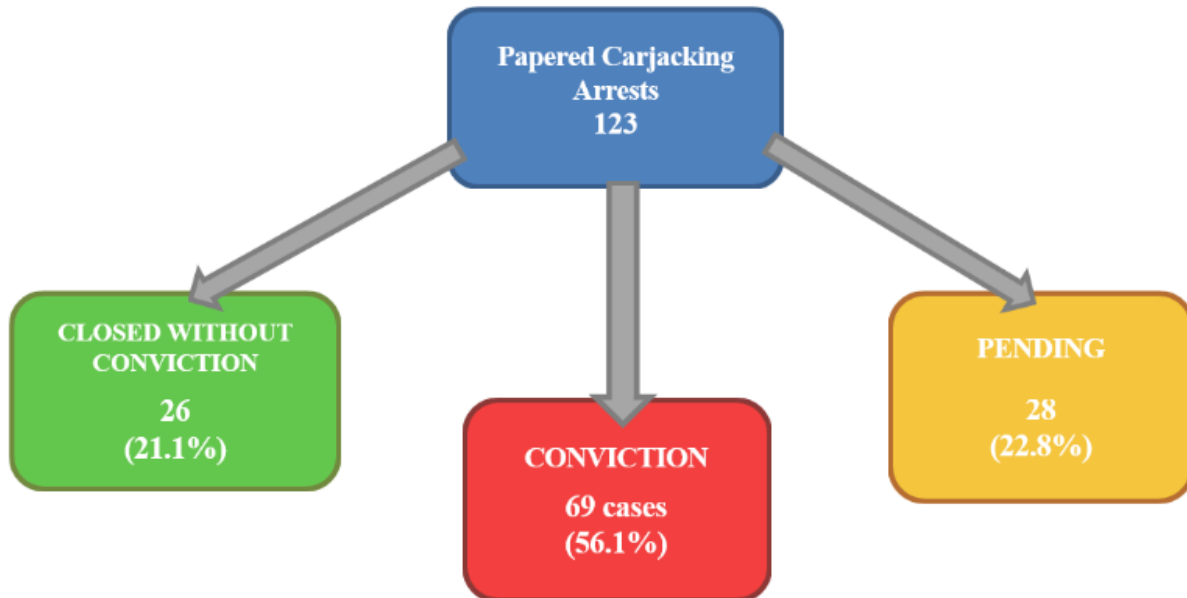 Papered Carjacking
Arrests
123
CLOSED WITHOUT
CONVICTION
26
(21.1%)
CONVICTION
69 cases
(56.1%)
PENDING
28
(22.8%)